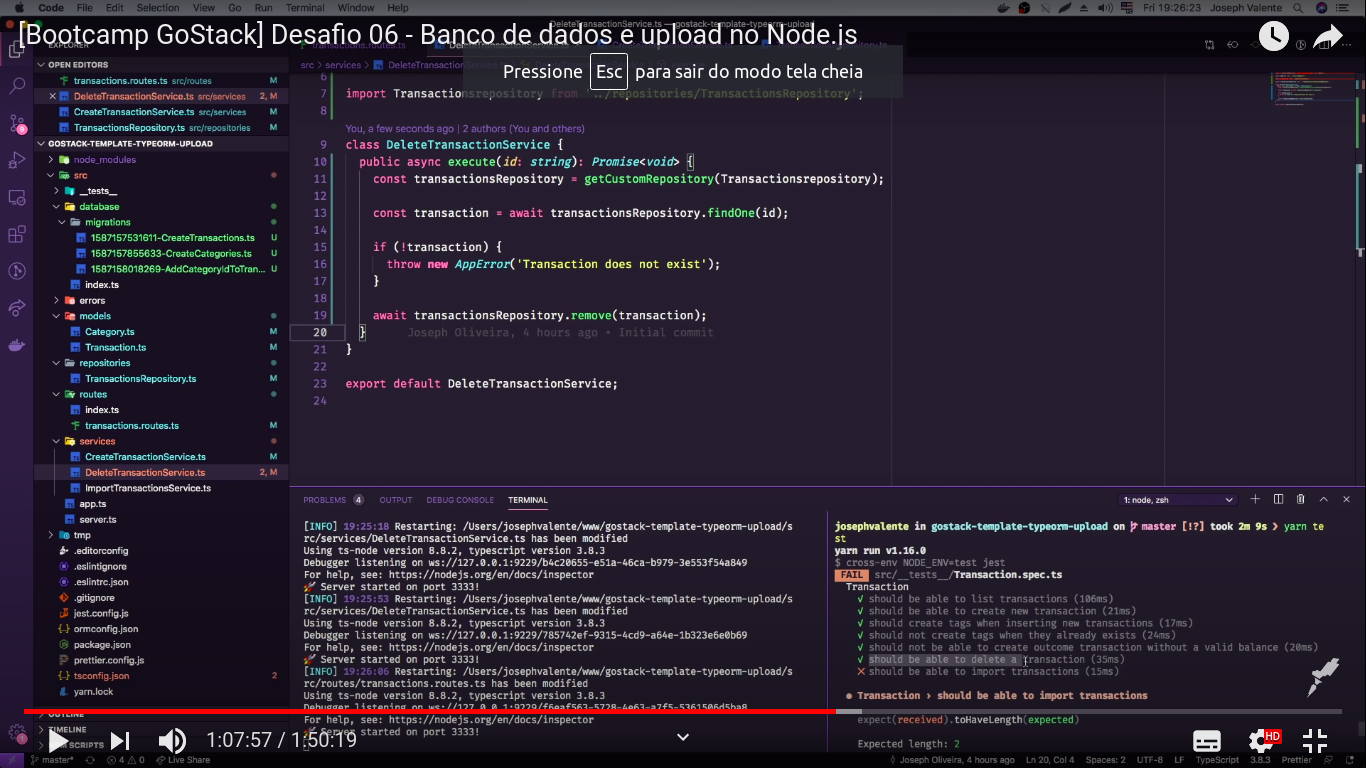 Code File Edit Selection View Go Run Terminal Window Help
Fri 19:26:23 Joseph Valente
DeleteTransactionService.ts — gostack-template-typeorm-upload
[Bootcamp GoStack] Desafio 06 - Banco de dados e upload no Node.js
Pressione Esc para sair do modo tela cheia
EXPLORER
OPEN EDITORS
transactions.routes.ts src/routes M
DeleteTransactionService.ts src/services 2, M
CreateTransactionService.ts src/services M
TransactionsRepository.ts src/repositories M
GOSTACK-TEMPLATE-TYPEORM-UPLOAD
node_modules
src
__tests__
database
migrations
1587157531611-CreateTransactions.ts U
1587157855633-CreateCategories.ts U
1587158018269-AddCategoryIdToTran... U
index.ts
errors
models
Category.ts M
Transaction.ts M
repositories
TransactionsRepository.ts M
routes
index.ts
transactions.routes.ts M
services
CreateTransactionService.ts M
DeleteTransactionService.ts 2, M
ImportTransactionsService.ts
app.ts
server.ts
tmp
.editorconfig
.eslintignore
.eslintrc.json
.gitignore
jest.config.js
ormconfig.json
package.json
prettier.config.js
tsconfig.json 2
yarn.lock
OUTLINE
TIMELINE
NPM SCRIPTS
src > services > DeleteTransactionService.ts
6
7 import Transactionsrepository from '../repositories/TransactionsRepository';
8
You, a few seconds ago | 2 authors (You and others)
9 class DeleteTransactionService {
10 public async execute(id: string): Promise<void> {
11 const transactionsRepository = getCustomRepository(Transactionsrepository);
12
13 const transaction = await transactionsRepository.findOne(id);
14
15 if (!transaction) {
16 throw new AppError('Transaction does not exist');
17 }
18
19 await transactionsRepository.remove(transaction);
20 } Joseph Oliveira, 4 hours ago • Initial commit
21 }
22
23 export default DeleteTransactionService;
24
PROBLEMS 4 OUTPUT DEBUG CONSOLE TERMINAL
1: node, zsh
[INFO] 19:25:18 Restarting: /Users/josephvalente/www/gostack-template-typeorm-upload/s
rc/services/DeleteTransactionService.ts has been modified
Using ts-node version 8.8.2, typescript version 3.8.3
Debugger listening on ws://127.0.0.1:9229/b4c20655-e51a-46ca-b979-3e553f54a849
For help, see: https://nodejs.org/en/docs/inspector
🚀 Server started on port 3333!
[INFO] 19:25:53 Restarting: /Users/josephvalente/www/gostack-template-typeorm-upload/s
rc/services/DeleteTransactionService.ts has been modified
Using ts-node version 8.8.2, typescript version 3.8.3
Debugger listening on ws://127.0.0.1:9229/785742ef-9315-4cd9-a64e-1b323e6e0b69
For help, see: https://nodejs.org/en/docs/inspector
🚀 Server started on port 3333!
[INFO] 19:26:06 Restarting: /Users/josephvalente/www/gostack-template-typeorm-upload/s
rc/routes/transactions.routes.ts has been modified
Using ts-node version 8.8.2, typescript version 3.8.3
Debugger listening on ws://127.0.0.1:9229/f6eaf563-5728-4e63-a7f5-5361506d5ba8
For help, see: https://nodejs.org/en/docs/inspector
Server started on port 3333!
josephvalente in gostack-template-typeorm-upload on master [!?] took 2m 9s ❯ yarn te
st
yarn run v1.16.0
$ cross-env NODE_ENV=test jest
FAIL src/__tests__/Transaction.spec.ts
Transaction
√ should be able to list transactions (106ms)
√ should be able to create new transaction (21ms)
√ should create tags when inserting new transactions (17ms)
√ should not create tags when they already exists (24ms)
√ should not be able to create outcome transaction without a valid balance (20ms)
√ should be able to delete a transaction (35ms)
✕ should be able to import transactions (15ms)
● Transaction › should be able to import transactions
expect(received).toHaveLength(expected)
Expected length: 2
1:07:57 / 1:50:19
HD
master* 4 0 Live Share
Joseph Oliveira, 4 hours ago Ln 20, Col 4 Spaces: 2 UTF-8 LF TypeScript 3.8.3 Prettier